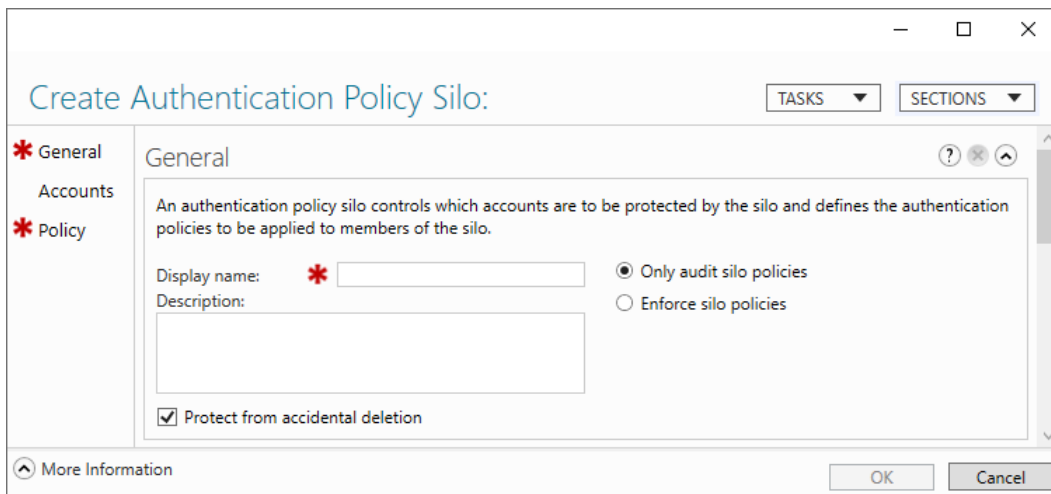 Create Authentication Policy Silo:
TASKS
SECTIONS
General
Accounts
Policy
General
An authentication policy silo controls which accounts are to be protected by the silo and defines the authentication
policies to be applied to members of the silo.
Display name:
Only audit silo policies
Description:
Enforce silo policies
Protect from accidental deletion
More Information
OK
Cancel